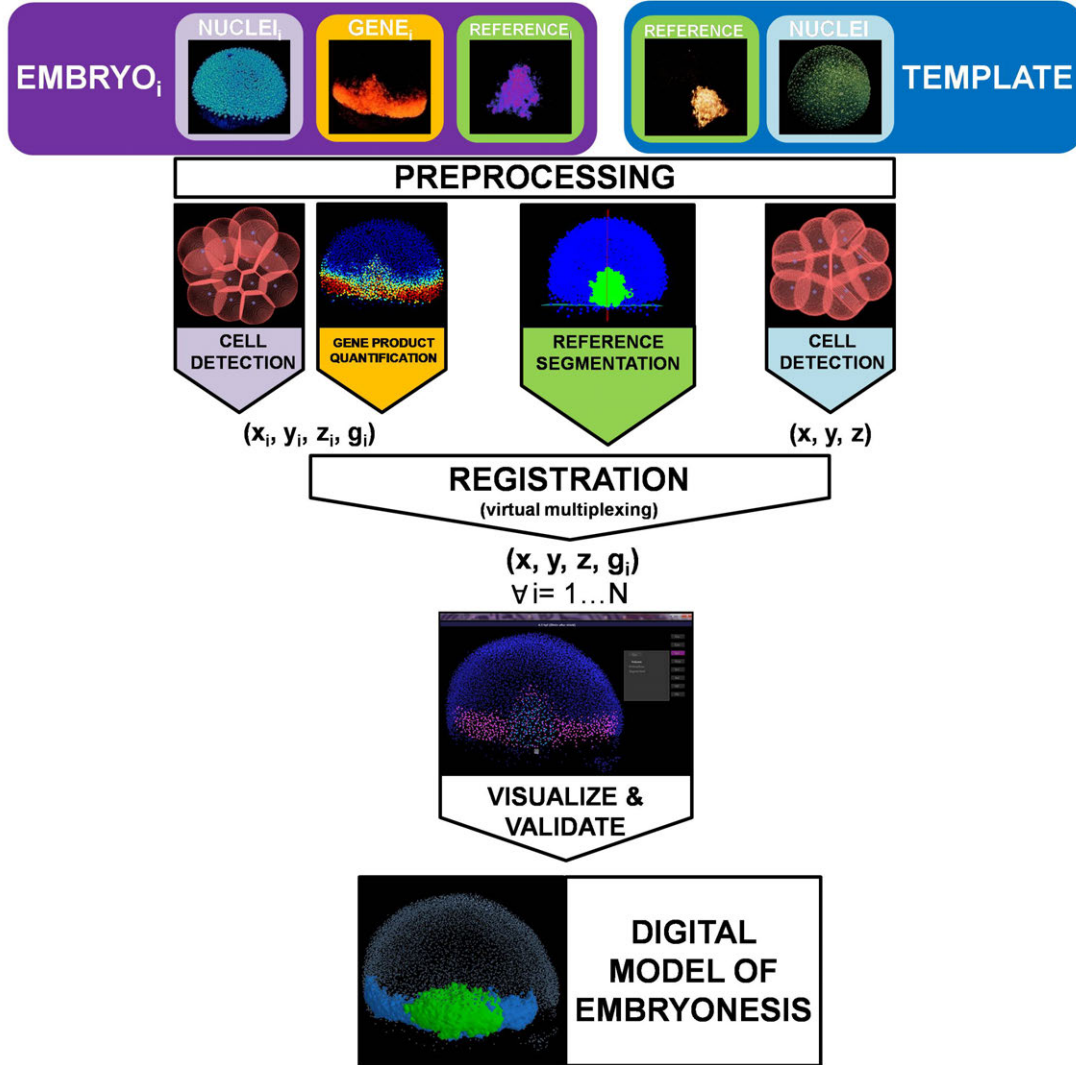 EMBRYOi
NUCLEIi
GENEi
REFERENCEi
REFERENCE
NUCLEI
TEMPLATE
PREPROCESSING
CELL
DETECTION
GENE PRODUCT
QUANTIFICATION
REFERENCE
SEGMENTATION
CELL
DETECTION
(xi, yi, zi, gi)
(x, y, z)
REGISTRATION
(virtual multiplexing)
(x, y, z, gi)
∀ i= 1…N
VISUALIZE &
VALIDATE
DIGITAL
MODEL OF
EMBRYONESIS